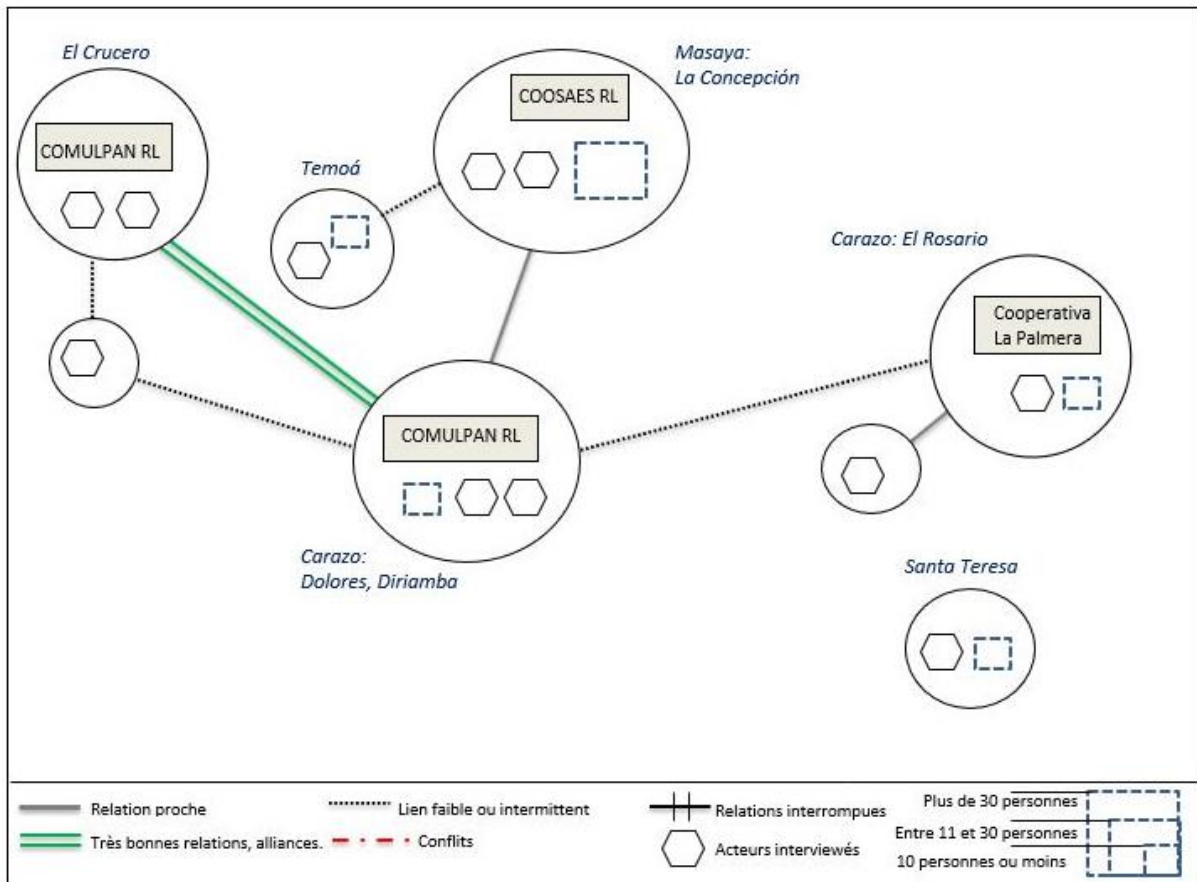 El Crucero
COMULPAN RL
Temoá
Masaya:
La Concepción
COOSAES RL
Carazo: El Rosario
Cooperativa
La Palmera
COMULPAN RL
Carazo:
Dolores, Diriamba
Santa Teresa
Relation proche
Très bonnes relations, alliances.
Lien faible ou intermittent
Conflits
Relations interrompues
Acteurs interviewés
Plus de 30 personnes
Entre 11 et 30 personnes
10 personnes ou moins